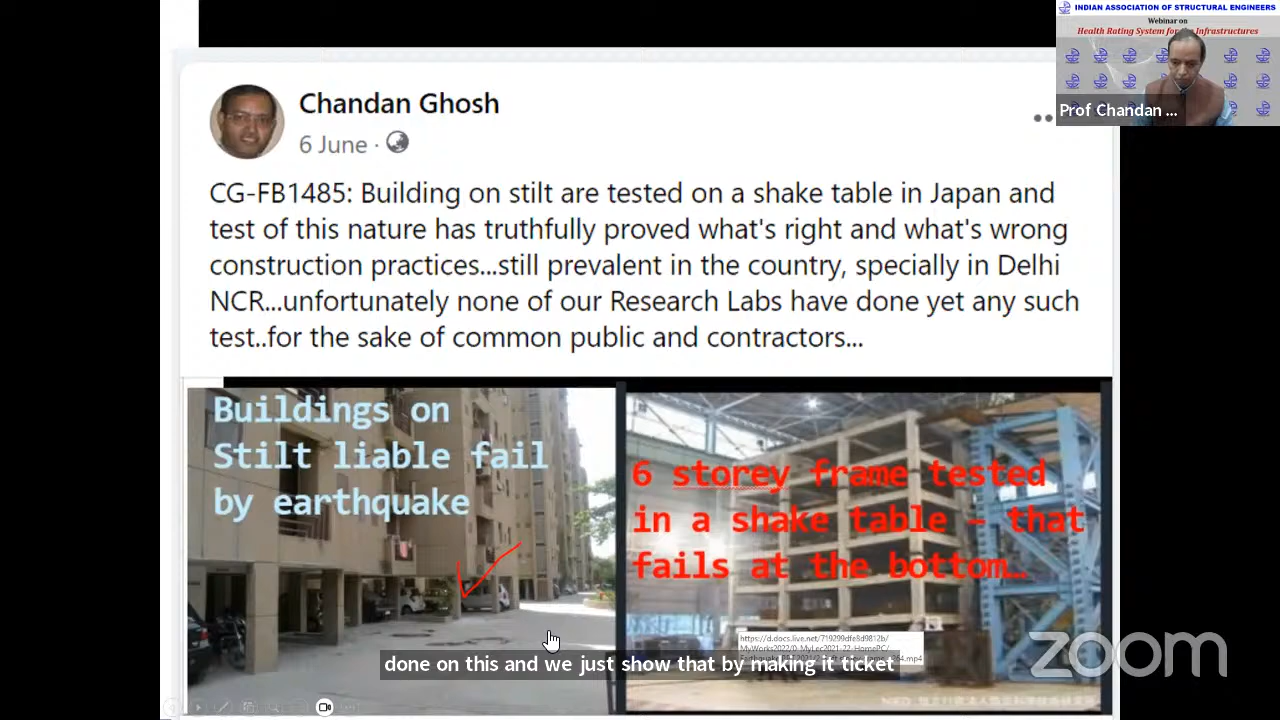 INDIAN ASSOCIATION OF STRUCTURAL ENGINEERS
Webinar on
Health Rating System for Infrastructures
Prof Chandan ...
Chandan Ghosh
6 June ·
CG-FB1485: Building on stilt are tested on a shake table in Japan and
test of this nature has truthfully proved what's right and what's wrong
construction practices...still prevalent in the country, specially in Delhi
NCR...unfortunately none of our Research Labs have done yet any such
test..for the sake of common public and contractors...
Buildings on
Stilt liable fail
by earthquake
6 storey frame tested
in a shake table – that
fails at the bottom…
https://d.docs.live.net/719299dfe8d9812b/
done on this and we just show that by making it ticket
zoom